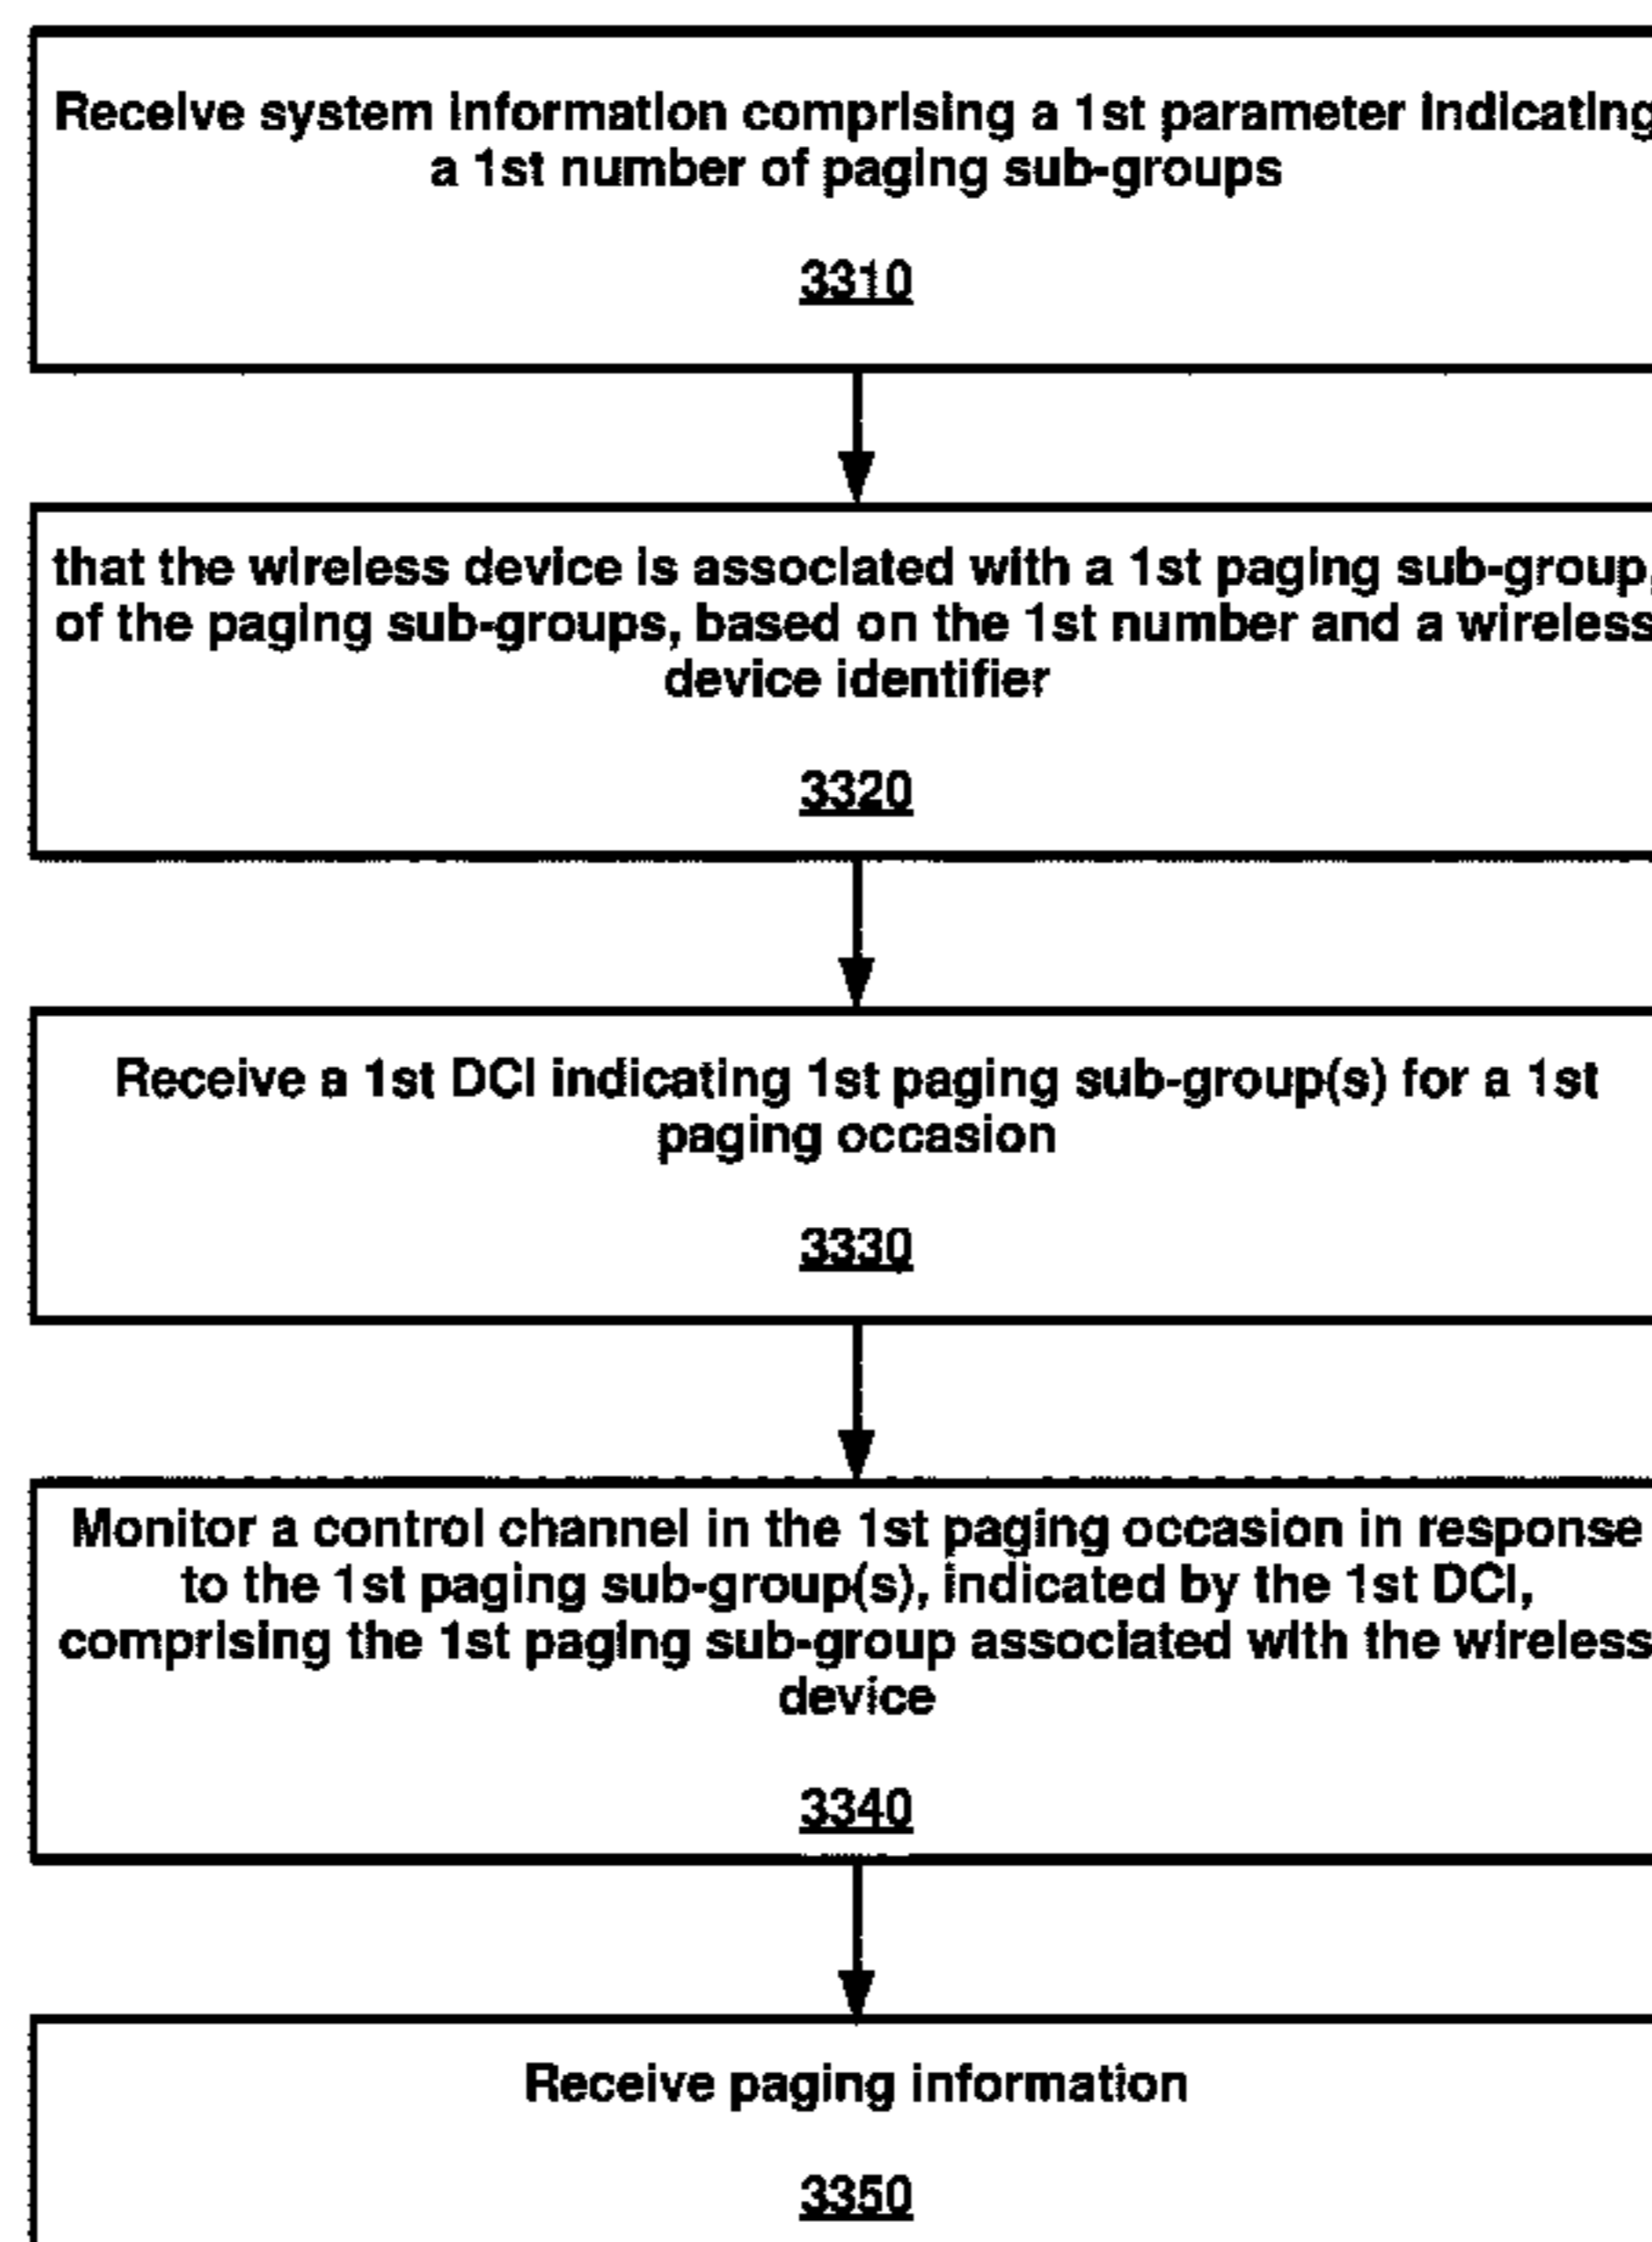 Receive system information comprising a 1st parameter indicating
a 1st number of paging sub-groups
3310
that the wireless device is associated with a 1st paging sub-group,
of the paging sub-groups, based on the 1st number and a wireless
device identifier
3320
Receive a 1st DCI indicating 1st paging sub-group(s) for a 1st
paging occasion
3330
Monitor a control channel in the 1st paging occasion in response
to the 1st paging sub-group(s), indicated by the 1st DCI,
comprising the 1st paging sub-group associated with the wireless
device
3340
Receive paging information
3350